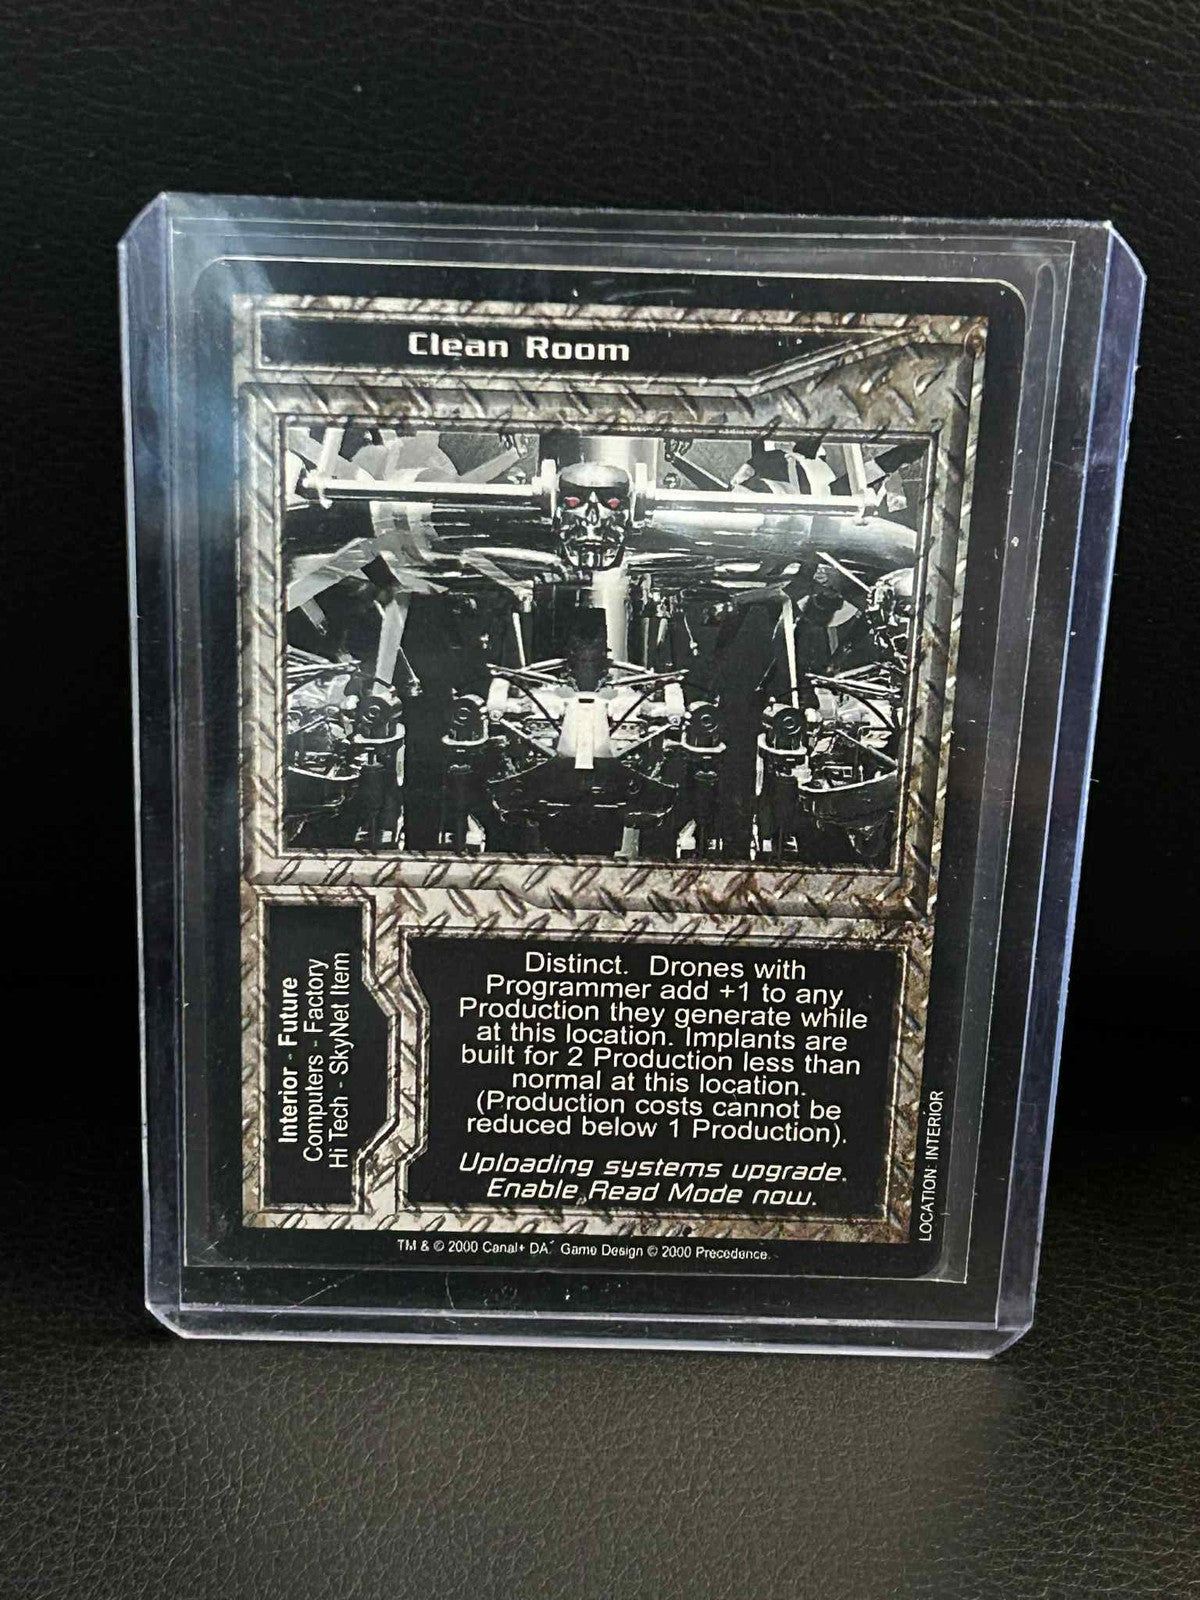 Clean Room
Interior - Future
Computers - Factory
Hi Tech - SkyNet Item
Distinct. Drones with
Programmer add +1 to any
Production they generate while
at this location. Implants are
built for 2 Production less than
normal at this location.
(Production costs cannot be
reduced below 1 Production).
Uploading systems upgrade.
Enable Read Mode now.
LOCATION: INTERIOR
TM & © 2000 Canal+ DA. Game Design © 2000 Precedence.